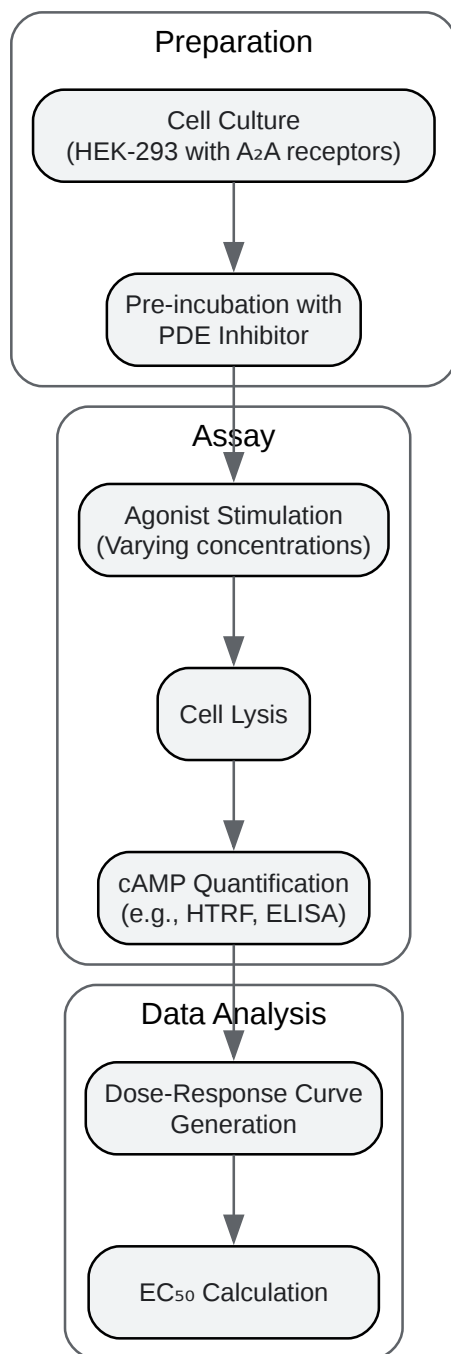 Preparation
Cell Culture
(HEK-293 with A₂A receptors)
Pre-incubation with
PDE Inhibitor
Assay
Agonist Stimulation
(Varying concentrations)
Cell Lysis
cAMP Quantification
(e.g., HTRF, ELISA)
Data Analysis
Dose-Response Curve
Generation
EC₅₀ Calculation